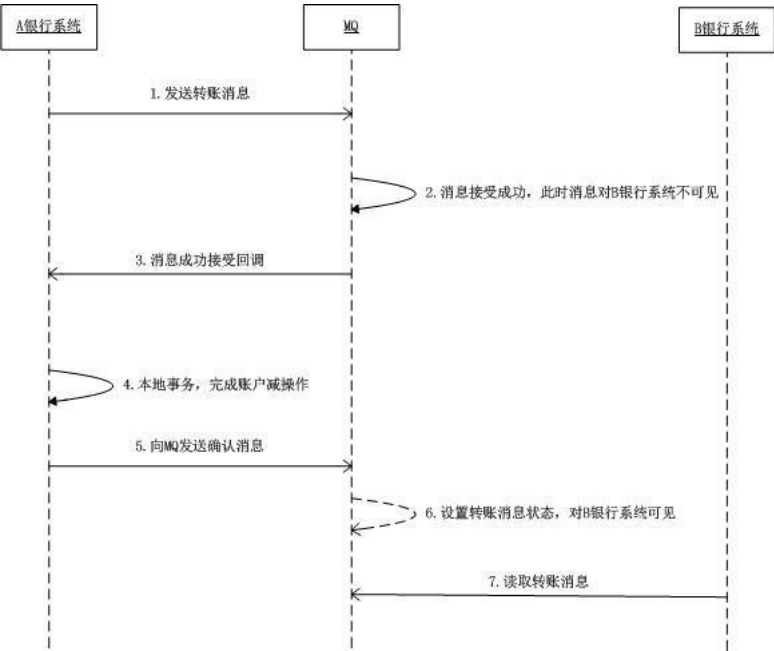 A银行系统
MQ
B银行系统
1.发送转账消息
2.消息接受成功，此时消息对B银行系统不可见
3.消息成功接受回调
4.本地事务，完成账户减操作
5.向MQ发送确认消息
6.设置转账消息状态，对B银行系统可见
7.读取转账消息